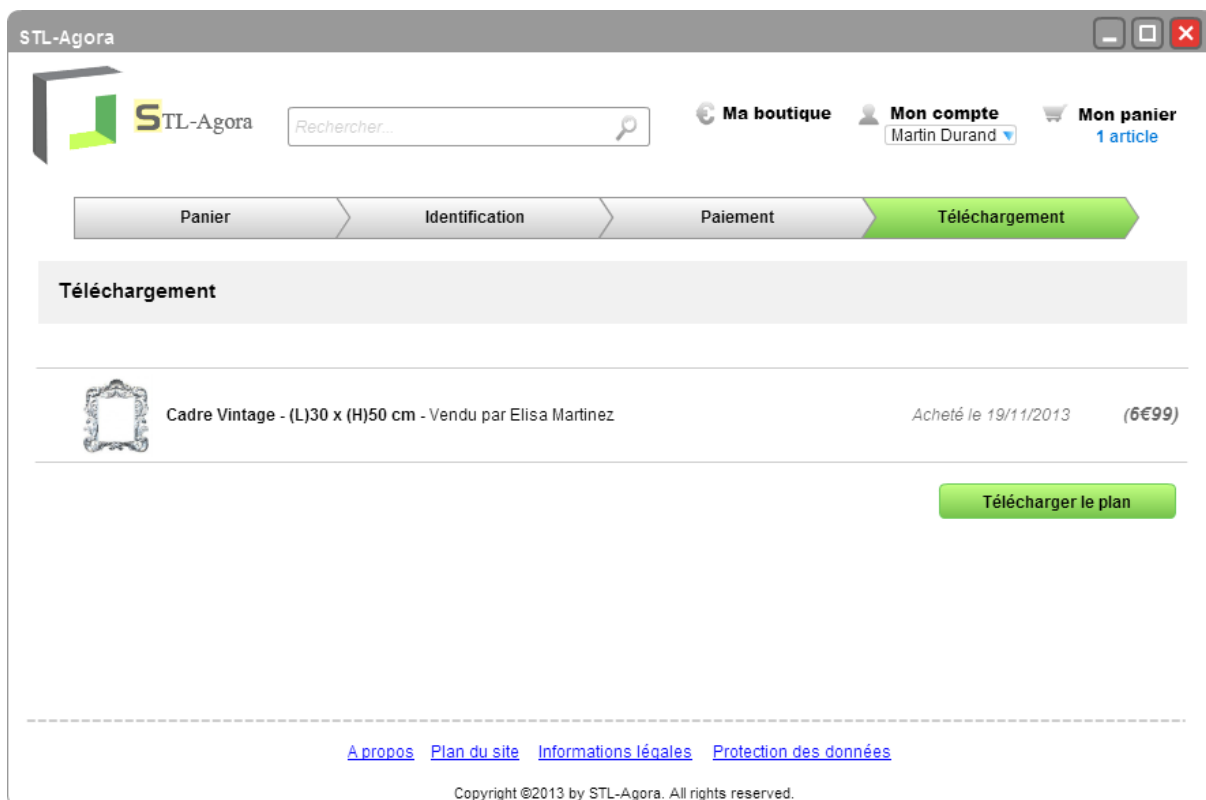 STL-Agora
STL-Agora
Rechercher...
Ma boutique
Mon compte
Martin Durand
Mon panier
1 article
Panier
Identification
Paiement
Téléchargement
Téléchargement
Cadre Vintage - (L)30 x (H)50 cm - Vendu par Elisa Martinez
Acheté le 19/11/2013
(6€99)
Télécharger le plan
A propos Plan du site Informations légales Protection des données
Copyright ©2013 by STL-Agora. All rights reserved.